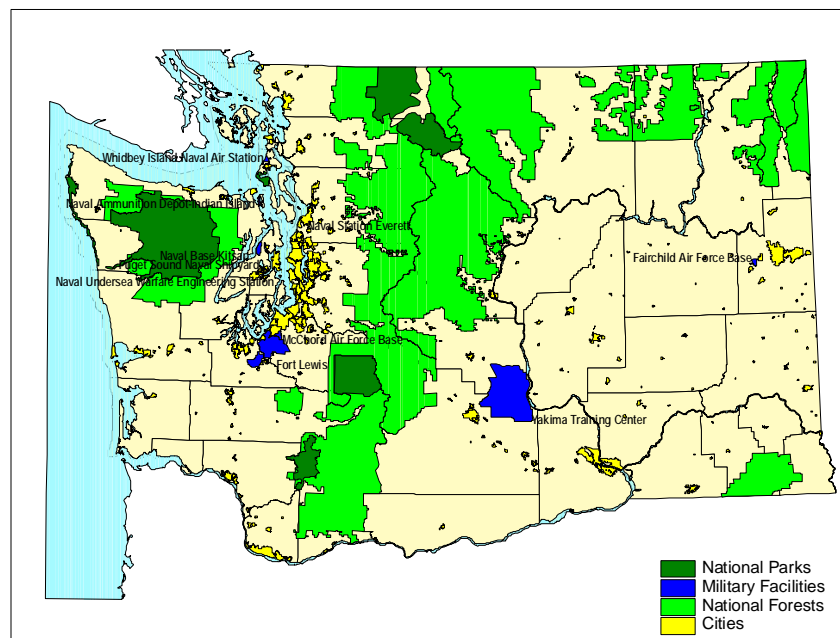 Whidbey Island Naval Air Station
Naval Ammunition Depot-Indian Island
Naval Station Everett
Naval Base Kitsap
Puget Sound Naval Shipyard
Fairchild Air Force Base
Naval Undersea Warfare Engineering Station
McChord Air Force Base
Fort Lewis
Yakima Training Center
National Parks
Military Facilities
National Forests
Cities